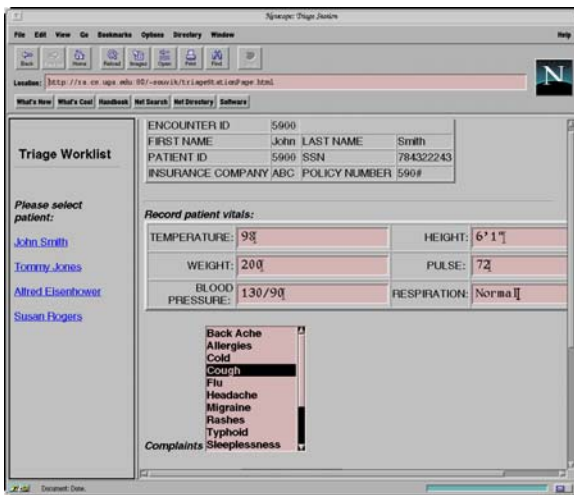 Netscape: Triage Station
File Edit View Go Bookmarks Options Directory Window Help
Back Home Reload Images Open Print Find
Location: http://ra.cs.uga.edu:80/~souvik/triageStationPage.html
What's New What's Cool Handbook Net Search Net Directory Software
N
Triage Worklist
Please select
patient:
John Smith
Tommy Jones
Alfred Eisenhower
Susan Rogers
ENCOUNTER ID 5900
FIRST NAME John LAST NAME Smith
PATIENT ID 5900 SSN 784322243
INSURANCE COMPANY ABC POLICY NUMBER 590#
Record patient vitals:
TEMPERATURE: 98 HEIGHT: 6'1"
WEIGHT: 200 PULSE: 72
BLOOD
PRESSURE: 130/90 RESPIRATION: Normal
Back Ache
Allergies
Cold
Cough
Flu
Headache
Migraine
Rashes
Typhoid
Complaints Sleeplessness
Document: Done.